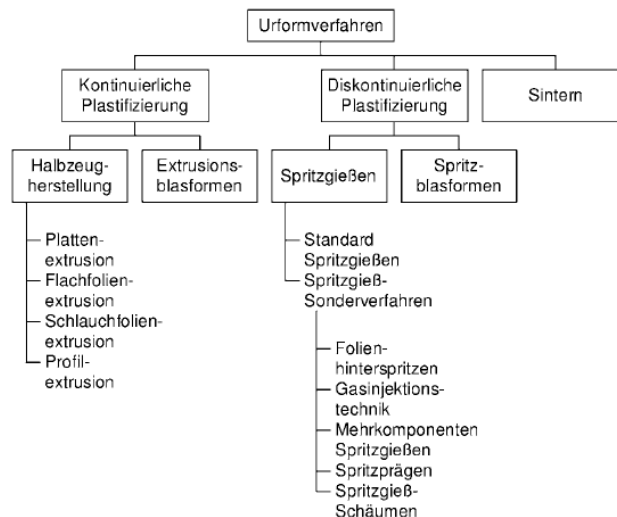 Urformverfahren
Kontinuierliche
Plastifizierung
Diskontinuierliche
Plastifizierung
Sintern
Halbzeug-
herstellung
Extrusions-
blasformen
Spritzgießen
Spritz-
blasformen
Platten-
extrusion
Flachfolien-
extrusion
Schlauchfolien-
extrusion
Profil-
extrusion
Standard
Spritzgießen
Spritzgieß-
Sonderverfahren
Folien-
hinterspritzen
Gasinjektions-
technik
Mehrkomponenten
Spritzgießen
Spritzprägen
Spritzgieß-
Schäumen